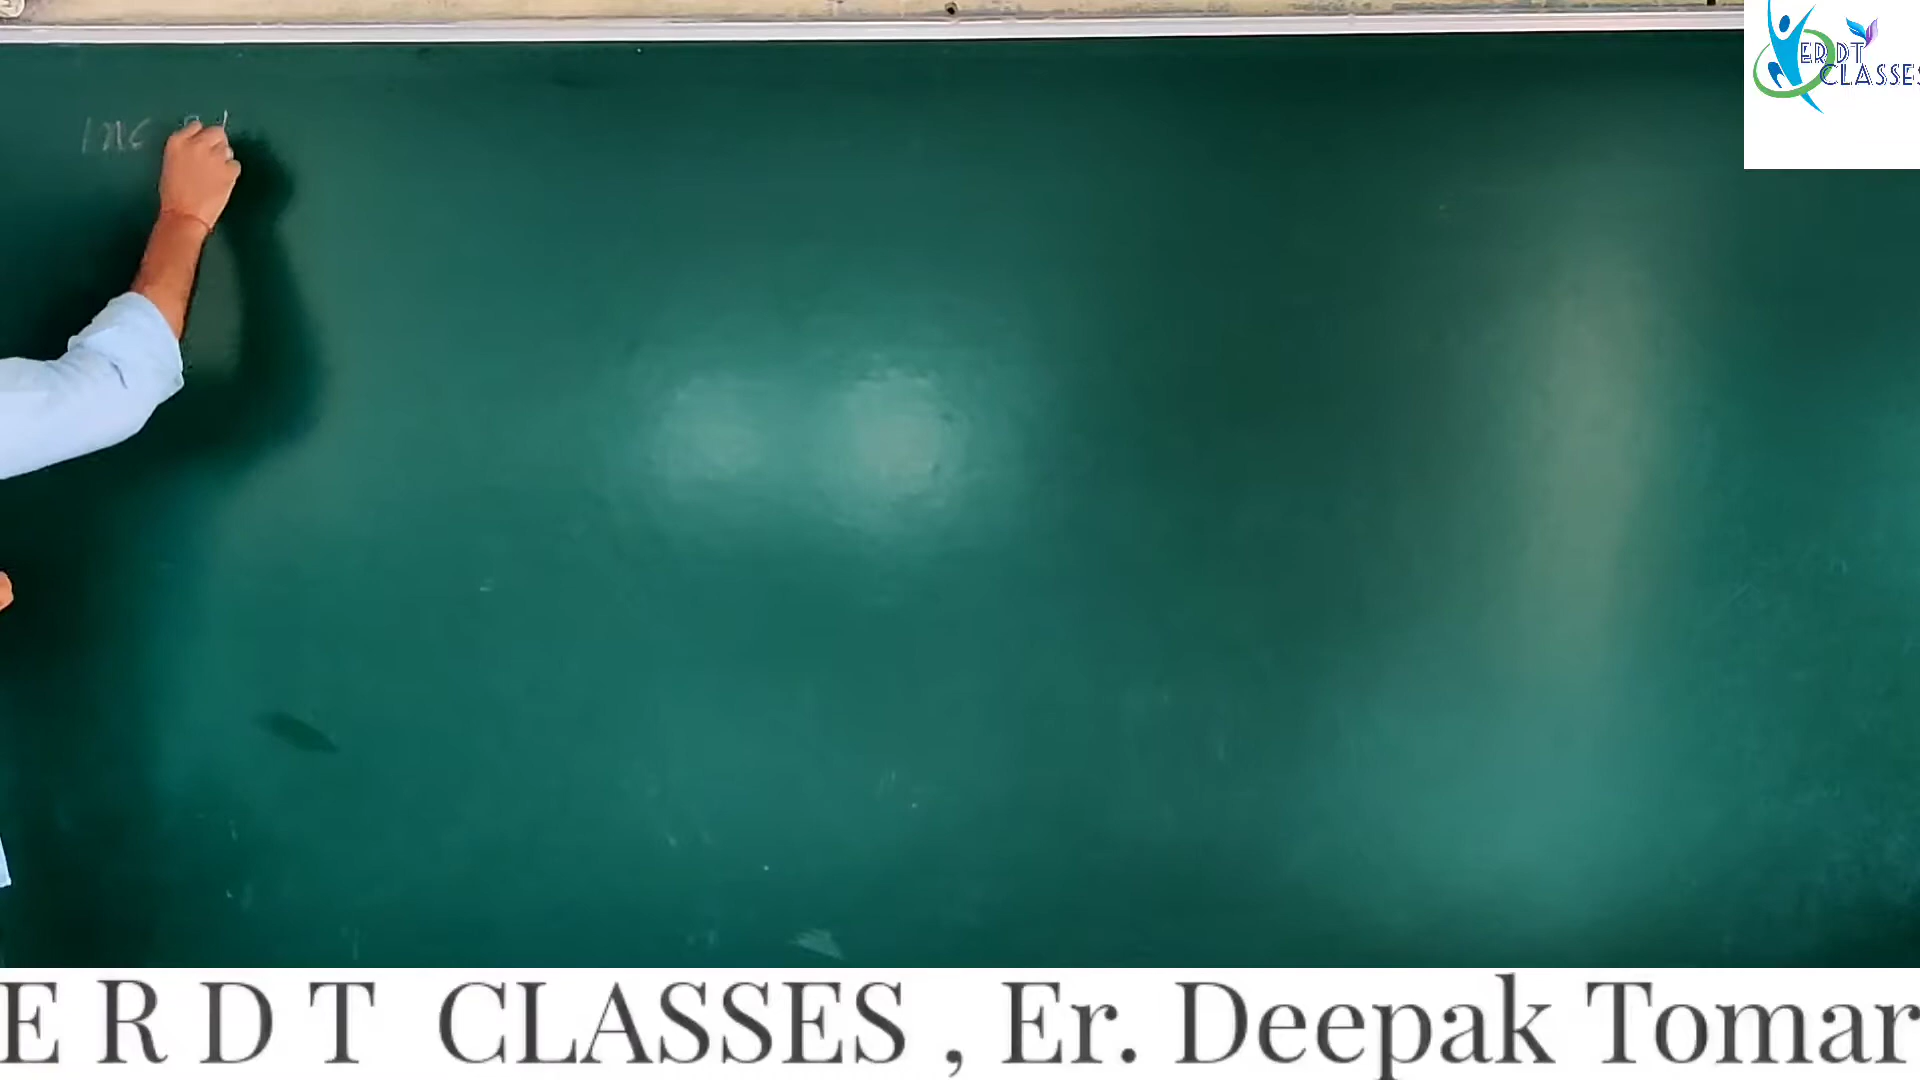 ER DT
CLASSES
E R D T CLASSES , Er. Deepak Tomar